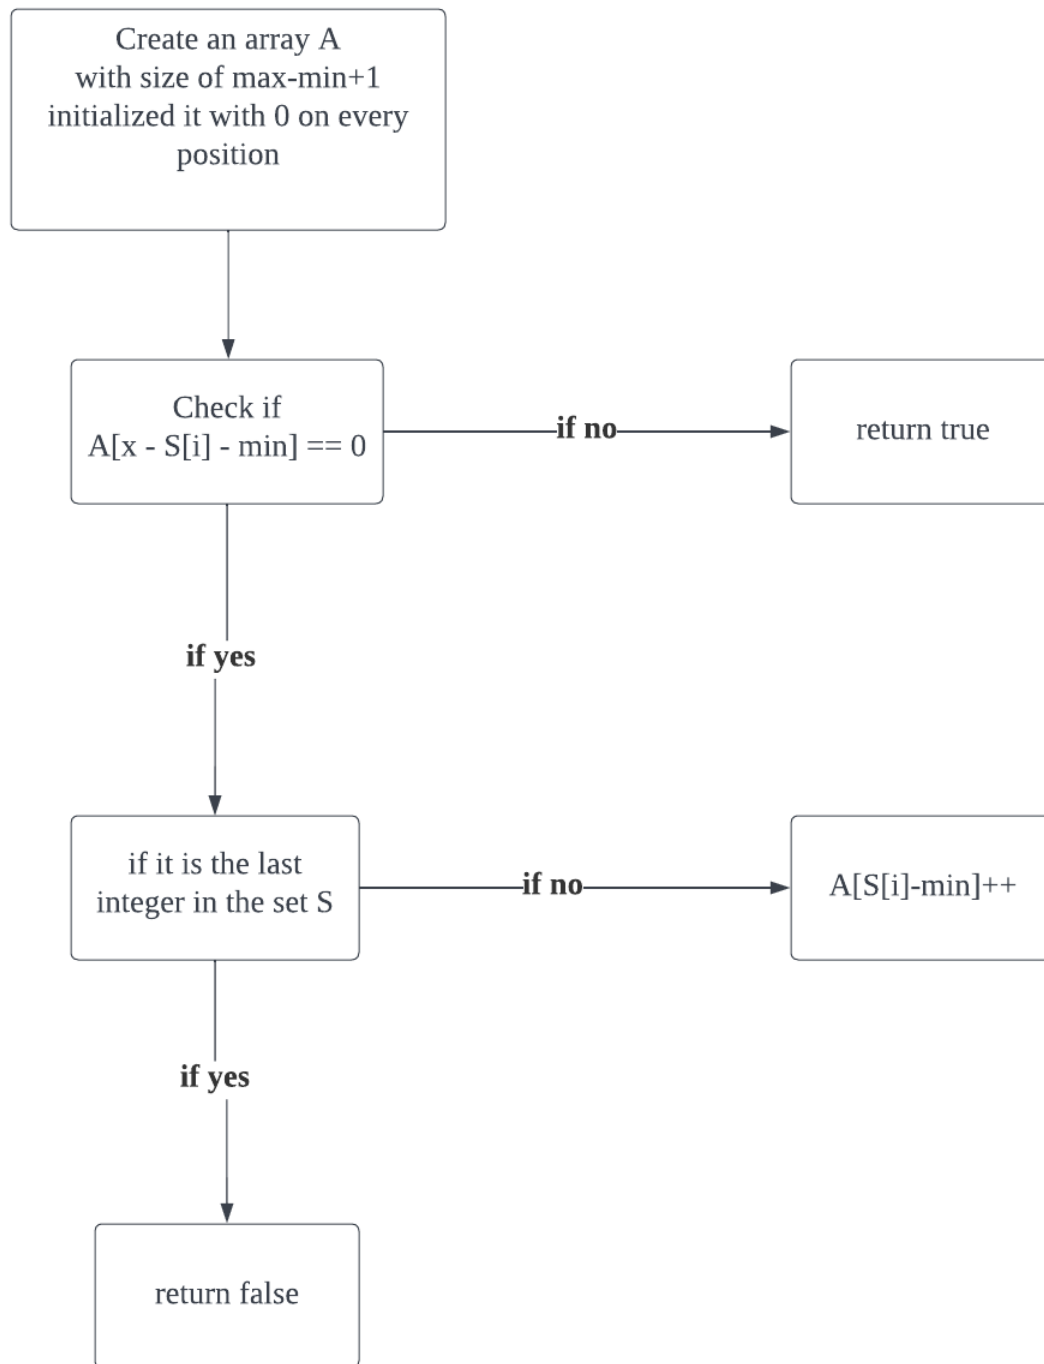 Create an array A
with size of max-min+1
initialized it with 0 on every
position
Check if
A[x - S[i] - min] == 0
if no
return true
if yes
if it is the last
integer in the set S
if no
A[S[i]-min]++
if yes
return false